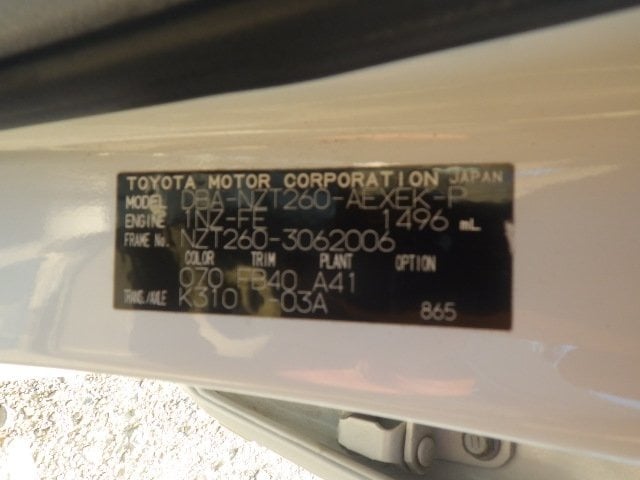 TOYOTA MOTOR CORPORATION JAPAN
MODEL DBA-NZT260-AEXEK-P
ENGINE 1NZ-FE 1496 mL
FRAME No. NZT260-3062006
COLOR TRIM PLANT OPTION
070 FB40 A41
TRANS./AXLE K310 -03A
865